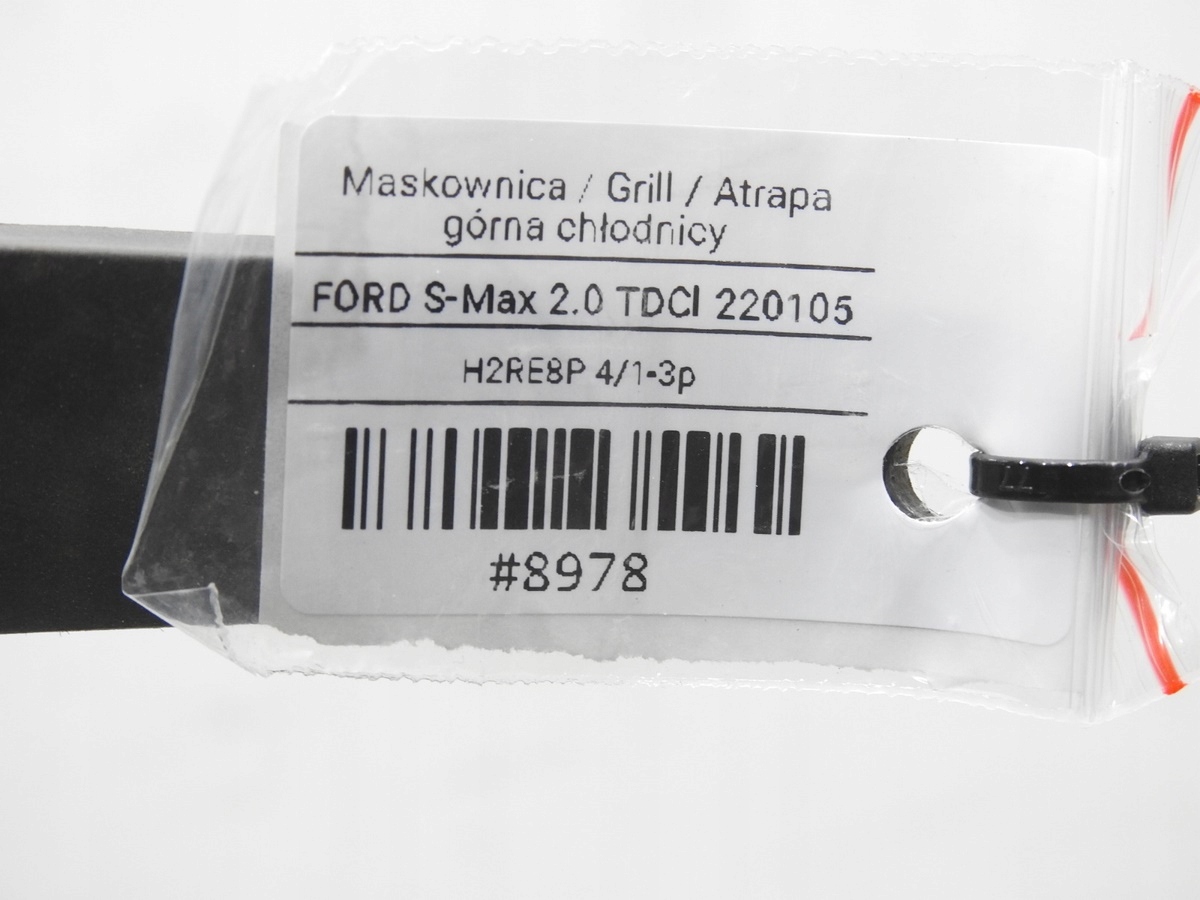 Maskownica / Grill / Atrapa
górna chłodnicy
FORD S-Max 2.0 TDCI 220105
H2RE8P 4/1-3p
#8978